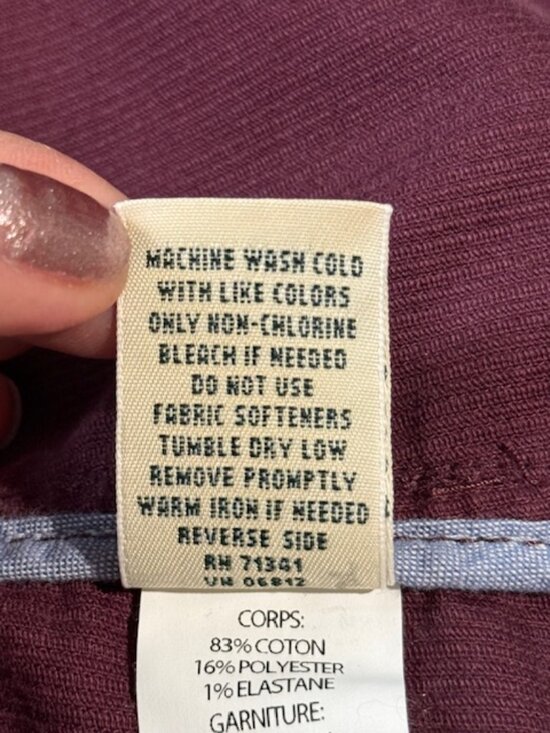 MACHINE WASH COLD
WITH LIKE COLORS
ONLY NON-CHLORINE
BLEACH IF NEEDED
DO NOT USE
FABRIC SOFTENERS
TUMBLE DRY LOW
REMOVE PROMPTLY
WARM IRON IF NEEDED
REVERSE SIDE
RN 71341
VN 06812
CORPS:
83% COTON
16% POLYESTER
1% ELASTANE
GARNITURE: